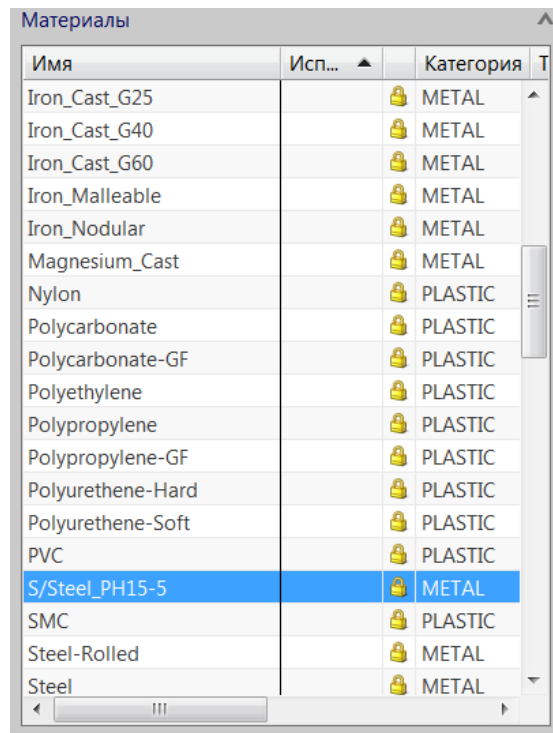 Материалы
Имя Исп... Категория Т
Iron_Cast_G25 METAL
Iron_Cast_G40 METAL
Iron_Cast_G60 METAL
Iron_Malleable METAL
Iron_Nodular METAL
Magnesium_Cast METAL
Nylon PLASTIC
Polycarbonate PLASTIC
Polycarbonate-GF PLASTIC
Polyethylene PLASTIC
Polypropylene PLASTIC
Polypropylene-GF PLASTIC
Polyurethene-Hard PLASTIC
Polyurethene-Soft PLASTIC
PVC PLASTIC
S/Steel_PH15-5 METAL
SMC PLASTIC
Steel-Rolled METAL
Steel METAL